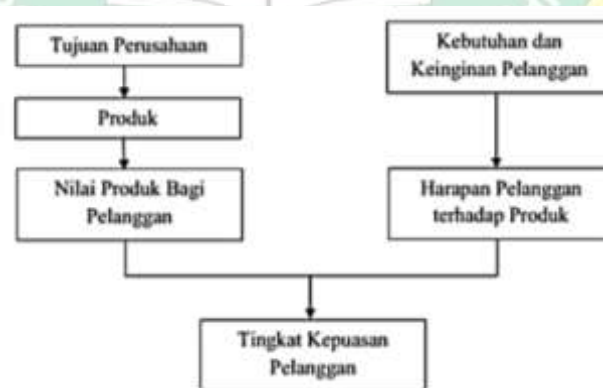 Tujuan Perusahaan
Produk
Nilai Produk Bagi
Pelanggan
Kebutuhan dan
Keinginan Pelanggan
Harapan Pelanggan
terhadap Produk
Tingkat Kepuasan
Pelanggan